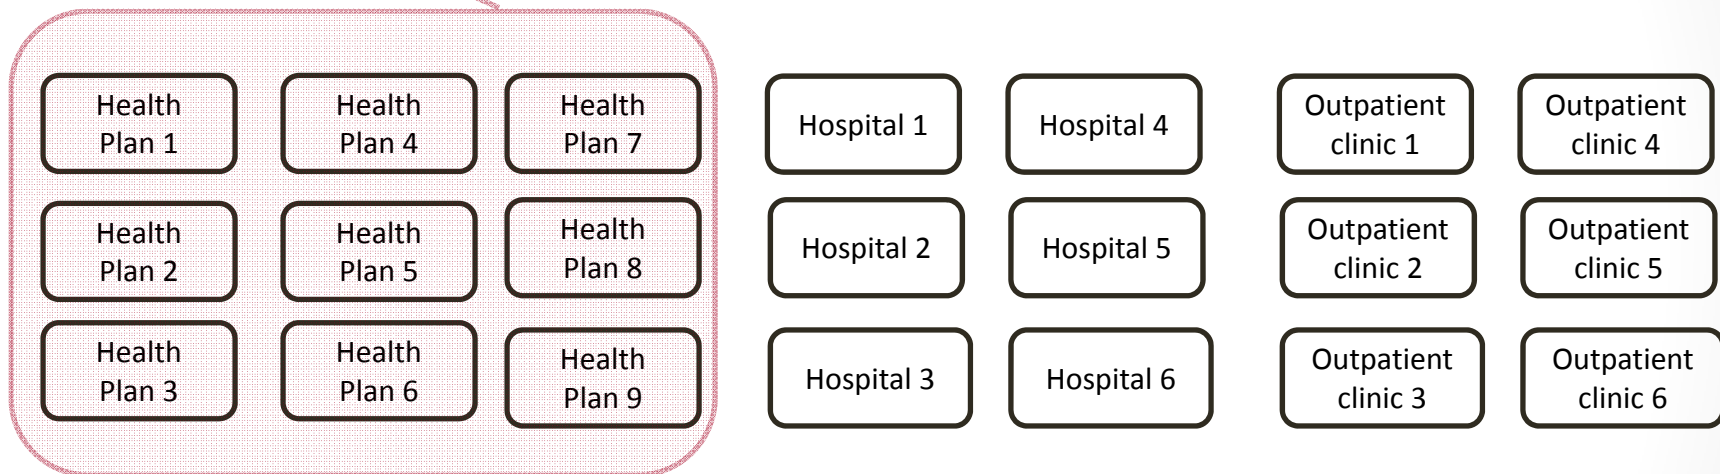 Health
Plan 1
Health
Plan 4
Health
Plan 7
Hospital 1
Hospital 4
Outpatient
clinic 1
Outpatient
clinic 4
Health
Plan 2
Health
Plan 5
Health
Plan 8
Hospital 2
Hospital 5
Outpatient
clinic 2
Outpatient
clinic 5
Health
Plan 3
Health
Plan 6
Health
Plan 9
Hospital 3
Hospital 6
Outpatient
clinic 3
Outpatient
clinic 6